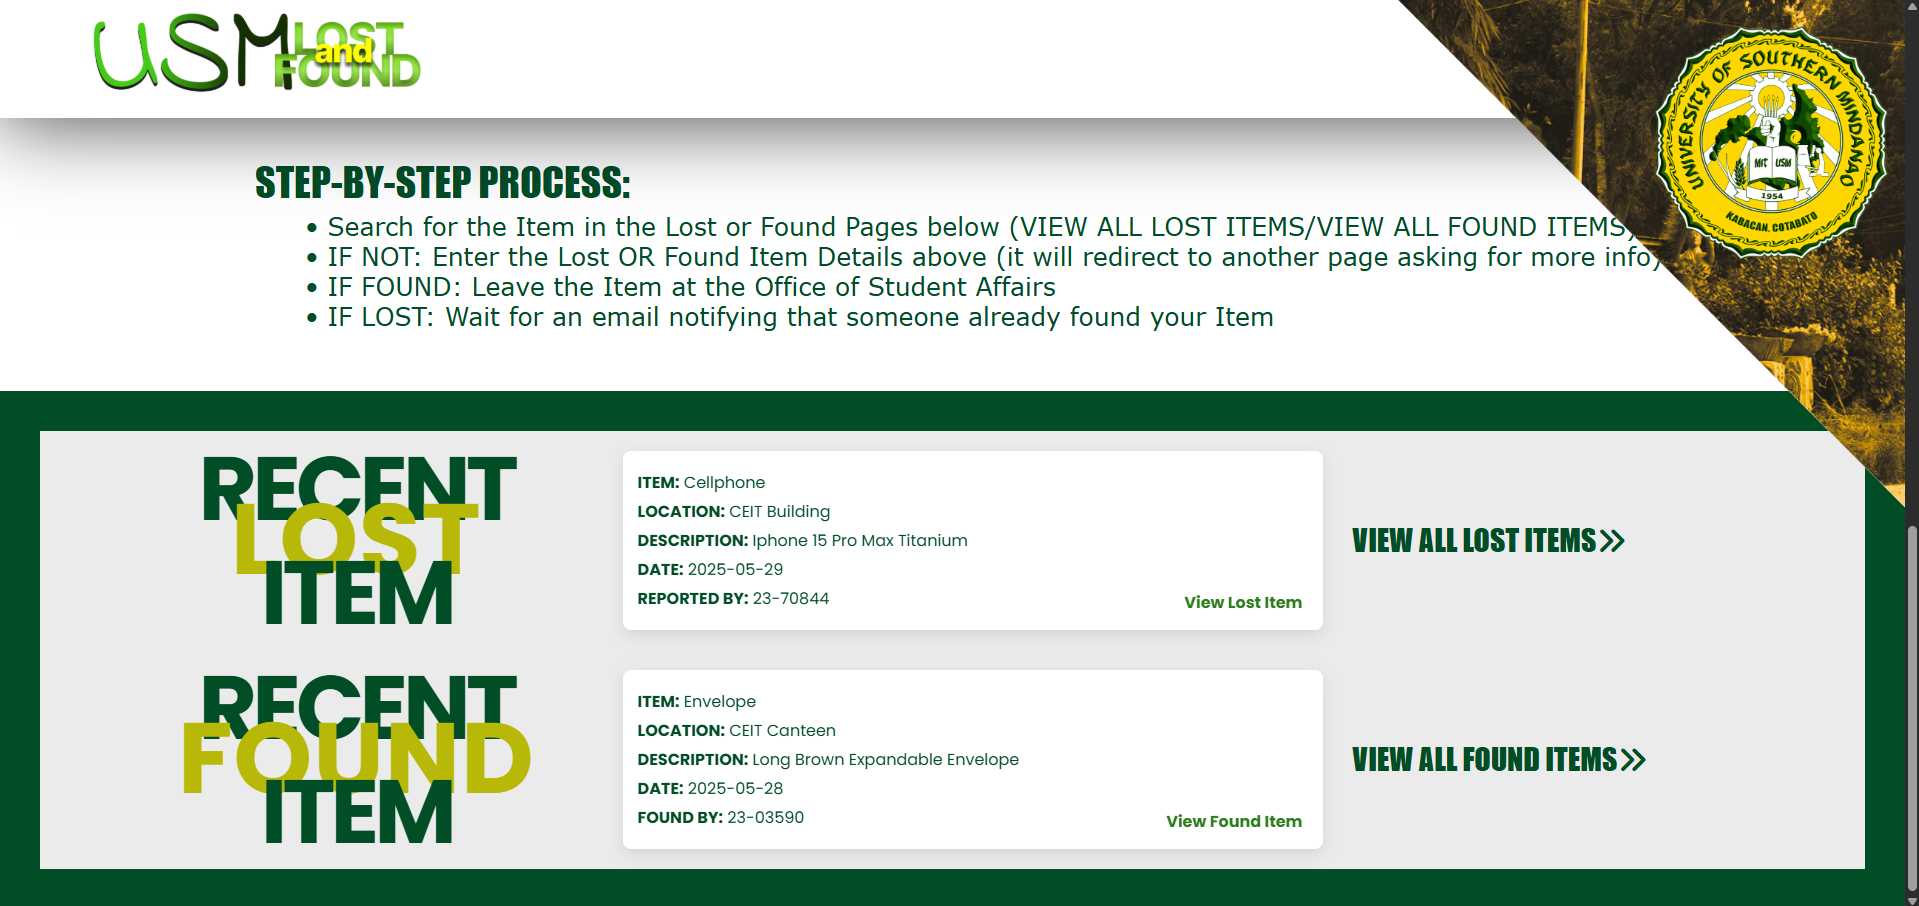 USM LOST
and
FOUND
UNIVERSITY OF SOUTHERN MINDANAO
MIT USM
1954
KABACAN, COTABATO
STEP-BY-STEP PROCESS:
• Search for the Item in the Lost or Found Pages below (VIEW ALL LOST ITEMS/VIEW ALL FOUND ITEMS)
• IF NOT: Enter the Lost OR Found Item Details above (it will redirect to another page asking for more info)
• IF FOUND: Leave the Item at the Office of Student Affairs
• IF LOST: Wait for an email notifying that someone already found your Item
RECENT
LOST
ITEM
ITEM: Cellphone
LOCATION: CEIT Building
DESCRIPTION: Iphone 15 Pro Max Titanium
DATE: 2025-05-29
REPORTED BY: 23-70844
View Lost Item
VIEW ALL LOST ITEMS
RECENT
FOUND
ITEM
ITEM: Envelope
LOCATION: CEIT Canteen
DESCRIPTION: Long Brown Expandable Envelope
DATE: 2025-05-28
FOUND BY: 23-03590
View Found Item
VIEW ALL FOUND ITEMS